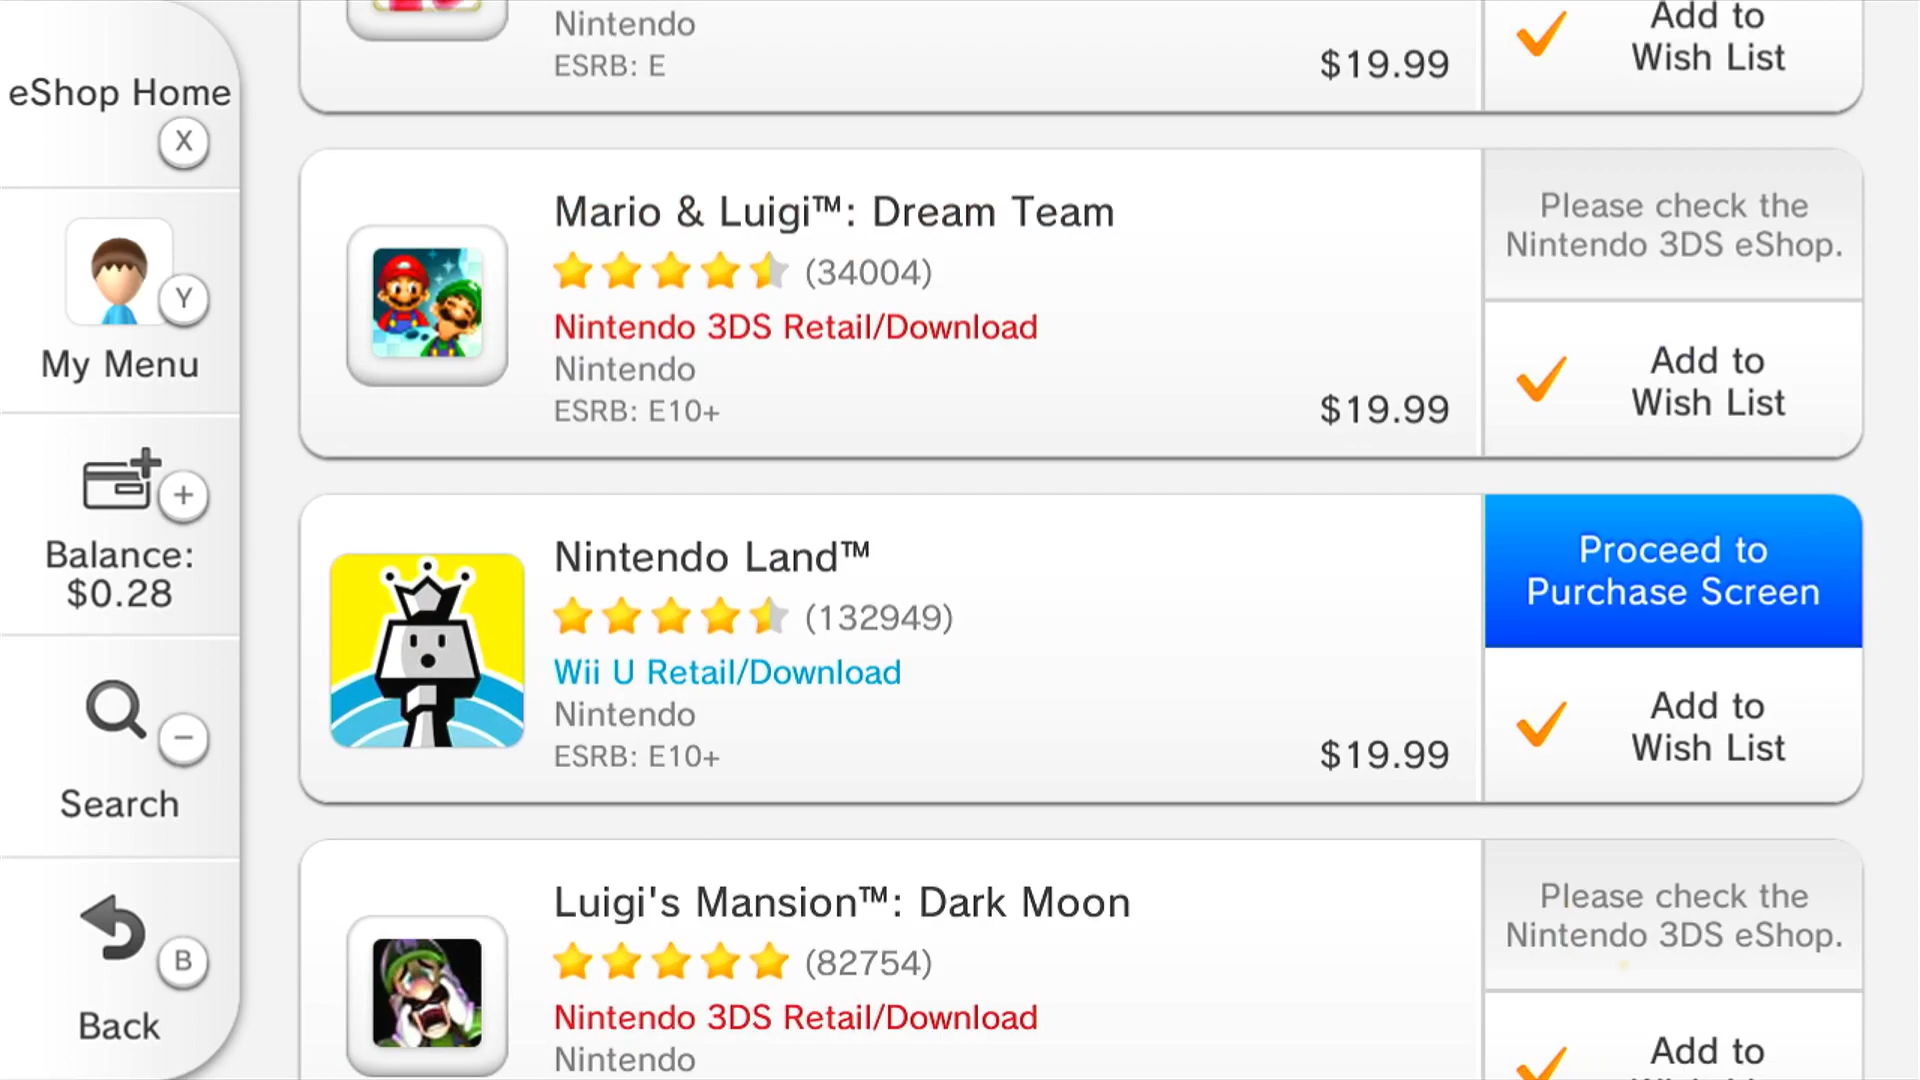 eShop Home
X
Y
My Menu
+
Balance:
$0.28
−
Search
B
Back
Nintendo
ESRB: E
$19.99
Add to
Wish List
Mario & Luigi™: Dream Team
(34004)
Nintendo 3DS Retail/Download
Nintendo
ESRB: E10+
$19.99
Please check the
Nintendo 3DS eShop.
Add to
Wish List
Nintendo Land™
(132949)
Wii U Retail/Download
Nintendo
ESRB: E10+
$19.99
Proceed to
Purchase Screen
Add to
Wish List
Luigi's Mansion™: Dark Moon
(82754)
Nintendo 3DS Retail/Download
Nintendo
Please check the
Nintendo 3DS eShop.
Add to